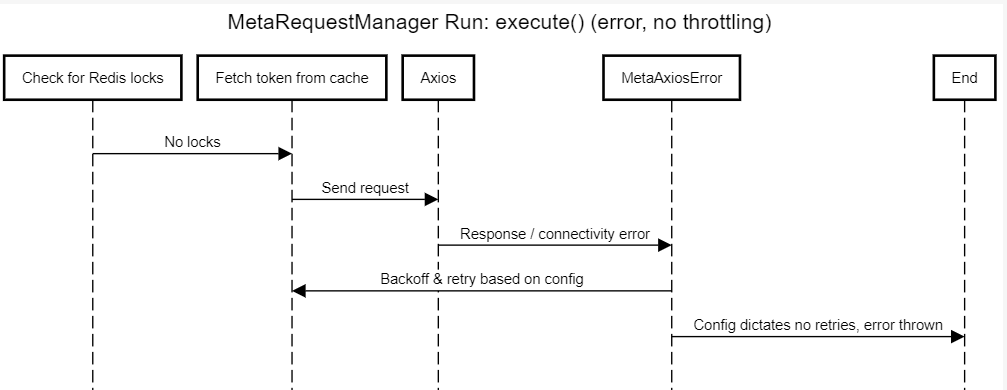 MetaRequestManager Run: execute() (error, no throttling)
Check for Redis locks
Fetch token from cache
Axios
MetaAxiosError
End
No locks
Send request
Response / connectivity error
Backoff & retry based on config
Config dictates no retries, error thrown